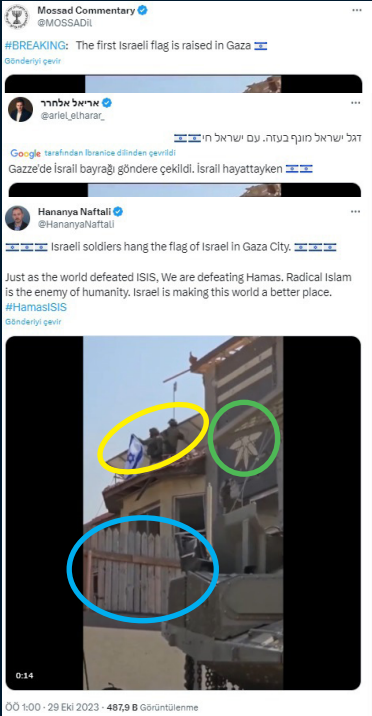 Mossad Commentary
@MOSSADil
#BREAKING: The first Israeli flag is raised in Gaza 🇮🇱
Gönderiyi çevir
אריאל אלחרר
@ariel_elharar_
דגל ישראל מונף בעזה. עם ישראל חי 🇮🇱🇮🇱
Google tarafından İbranice dilinden çevrildi
Gazze'de İsrail bayrağı göndere çekildi. İsrail hayattayken 🇮🇱🇮🇱
Hananya Naftali
@HananyaNaftali
🇮🇱🇮🇱🇮🇱 Israeli soldiers hang the flag of Israel in Gaza City. 🇮🇱🇮🇱🇮🇱
Just as the world defeated ISIS, We are defeating Hamas. Radical Islam
is the enemy of humanity. Israel is making this world a better place.
#HamasISIS
Gönderiyi çevir
0:14
ÖÖ 1:00 · 29 Eki 2023 · 487,9 B Görüntülenme